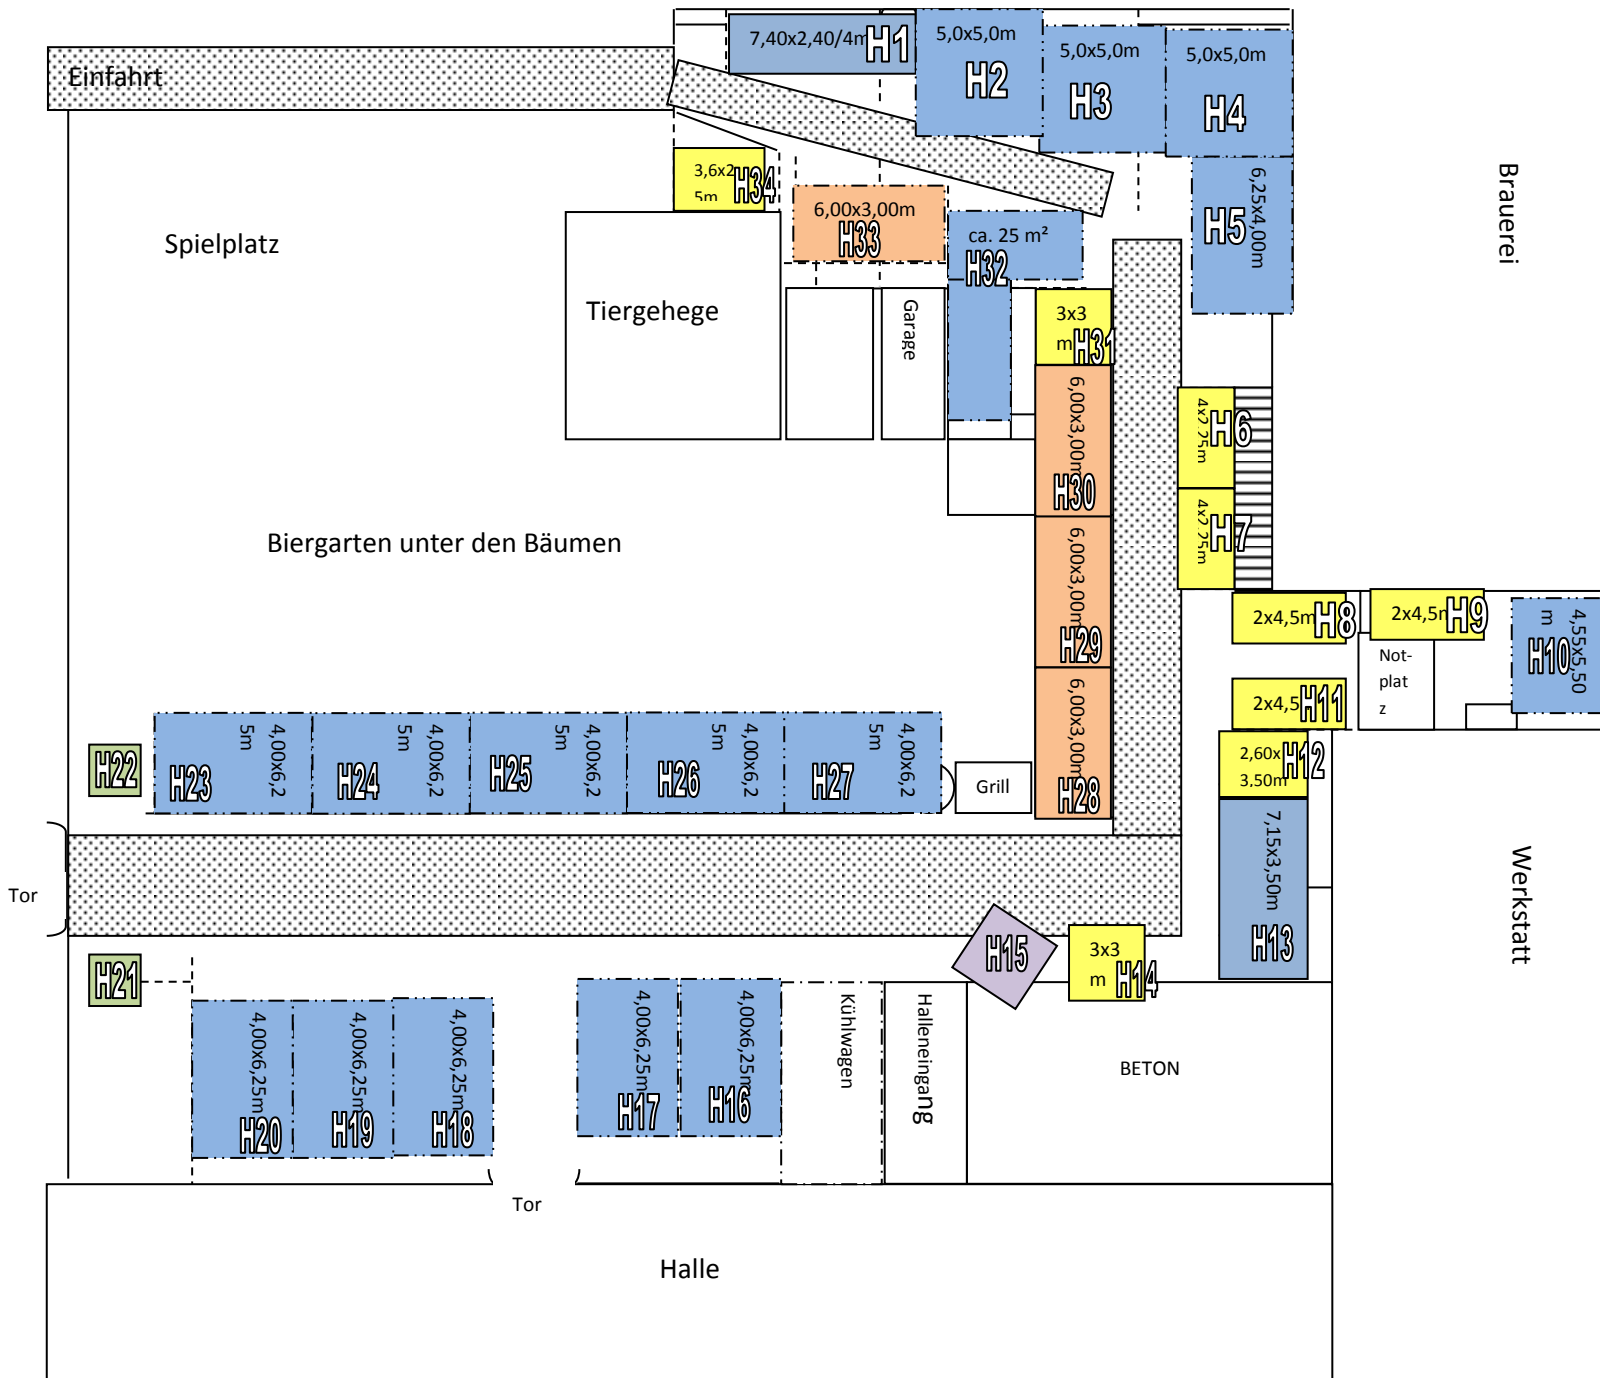 7,40x2,40/4m
H1
5,0x5,0m
H2
5,0x5,0m
H3
5,0x5,0m
H4
Einfahrt
3,6x2
5m
H34
6,00x3,00m
H33
ca. 25 m²
H32
6,25x4,00m
H5
Brauerei
Spielplatz
Tiergehege
Garage
3x3
m
H31
6,00x3,00m
H30
4x2,25m
H6
4x2,25m
H7
Biergarten unter den Bäumen
6,00x3,00m
H29
2x4,5m
H8
2x4,5m
H9
4,55x5,50
m
H10
Not-
plat
z
2x4,5
H11
6,00x3,00m
H28
H22
4,00x6,2
5m
H23
4,00x6,2
5m
H24
4,00x6,2
5m
H25
4,00x6,2
5m
H26
4,00x6,2
5m
H27
Grill
2,60x
3,50m
H12
7,15x3,50m
H13
Werkstatt
Tor
H21
H15
3x3
m
H14
4,00x6,25m
H20
4,00x6,25m
H19
4,00x6,25m
H18
4,00x6,25m
H17
4,00x6,25m
H16
Kühlwagen
Halleneingang
BETON
Tor
Halle